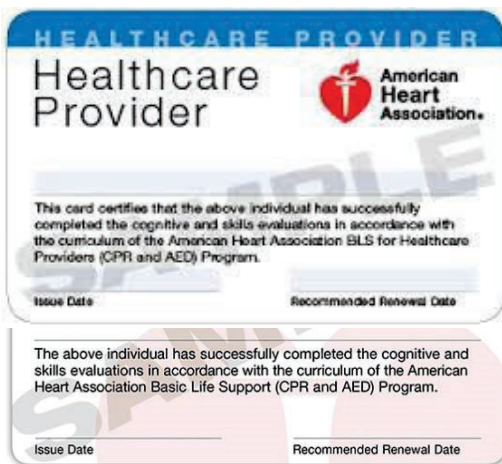 HEALTHCARE PROVIDER
Healthcare
Provider
American
Heart
Association®
SAMPLE
This card certifies that the above individual has successfully
completed the cognitive and skills evaluations in accordance with
the curriculum of the American Heart Association BLS for Healthcare
Providers (CPR and AED) Program.
Issue Date
Recommended Renewal Date
The above individual has successfully completed the cognitive and
skills evaluations in accordance with the curriculum of the American
Heart Association Basic Life Support (CPR and AED) Program.
Issue Date
Recommended Renewal Date